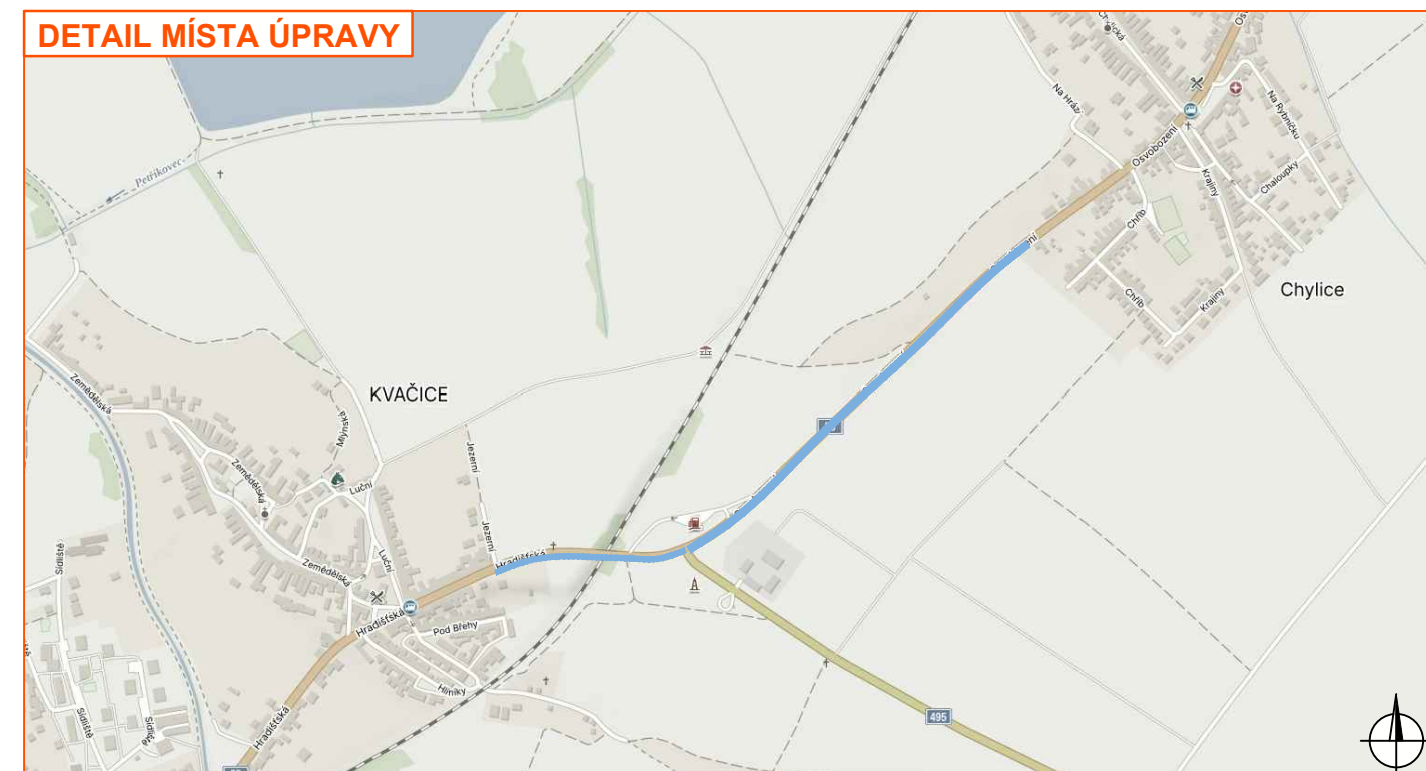 DETAIL MÍSTA ÚPRAVY
Na Hrázi
Osvobození
Na Rybníčku
Chaloupky
Krajiny
Chřib
Chřib
Krajiny
Chylice
Petříkovec
KVAČICE
Zemědělská
Mlýnská
Jezerní
Zemědělská
Luční
Jezerní
Hradišťská
Luční
Zemědělská
Sídliště
Hradišťská
Pod Břehy
Hliníky
Sídliště
Sídliště
Hradišťská
495